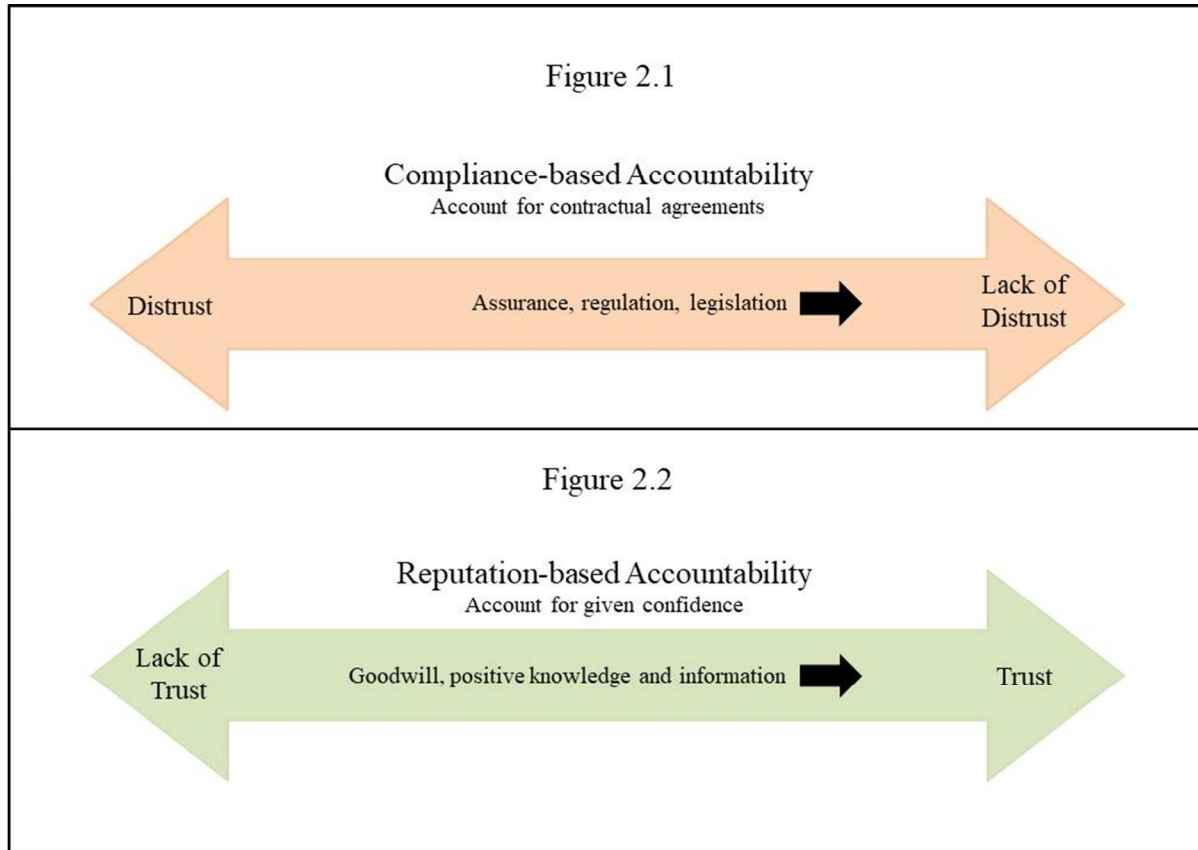 Figure 2.1
Compliance-based Accountability
Account for contractual agreements
Distrust
Assurance, regulation, legislation
Lack of
Distrust
Figure 2.2
Reputation-based Accountability
Account for given confidence
Lack of
Trust
Goodwill, positive knowledge and information
Trust